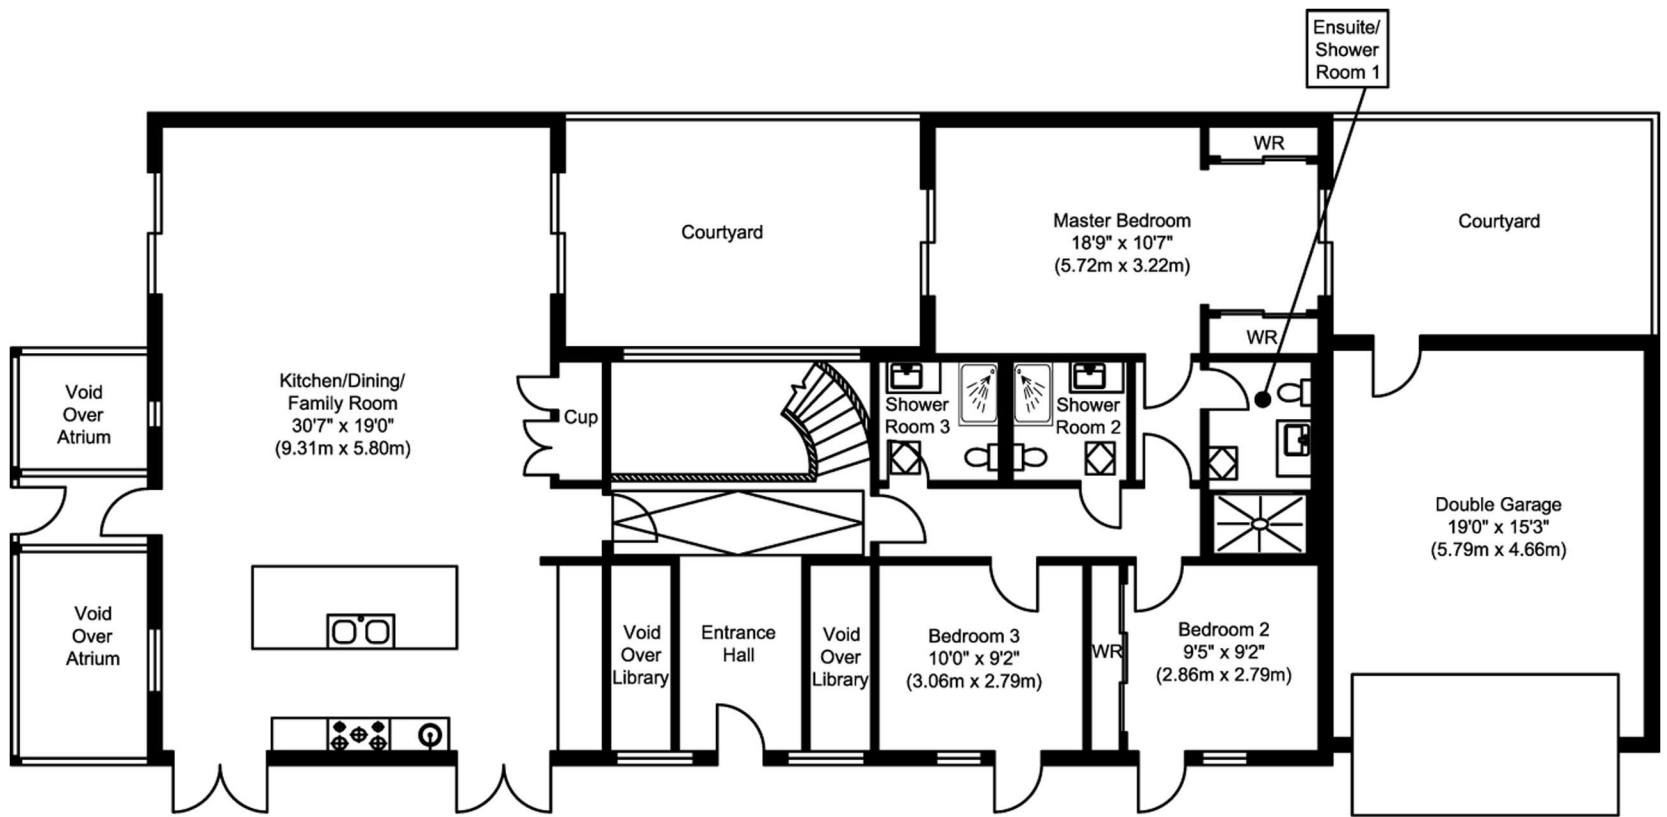 Ensuite/
Shower
Room 1
WR
Courtyard
Master Bedroom
18'9" x 10'7"
(5.72m x 3.22m)
Courtyard
WR
Void
Over
Atrium
Kitchen/Dining/
Family Room
30'7" x 19'0"
(9.31m x 5.80m)
Cup
Shower
Room 3
Shower
Room 2
Double Garage
19'0" x 15'3"
(5.79m x 4.66m)
Void
Over
Atrium
Void
Over
Library
Entrance
Hall
Void
Over
Library
Bedroom 3
10'0" x 9'2"
(3.06m x 2.79m)
WR
Bedroom 2
9'5" x 9'2"
(2.86m x 2.79m)